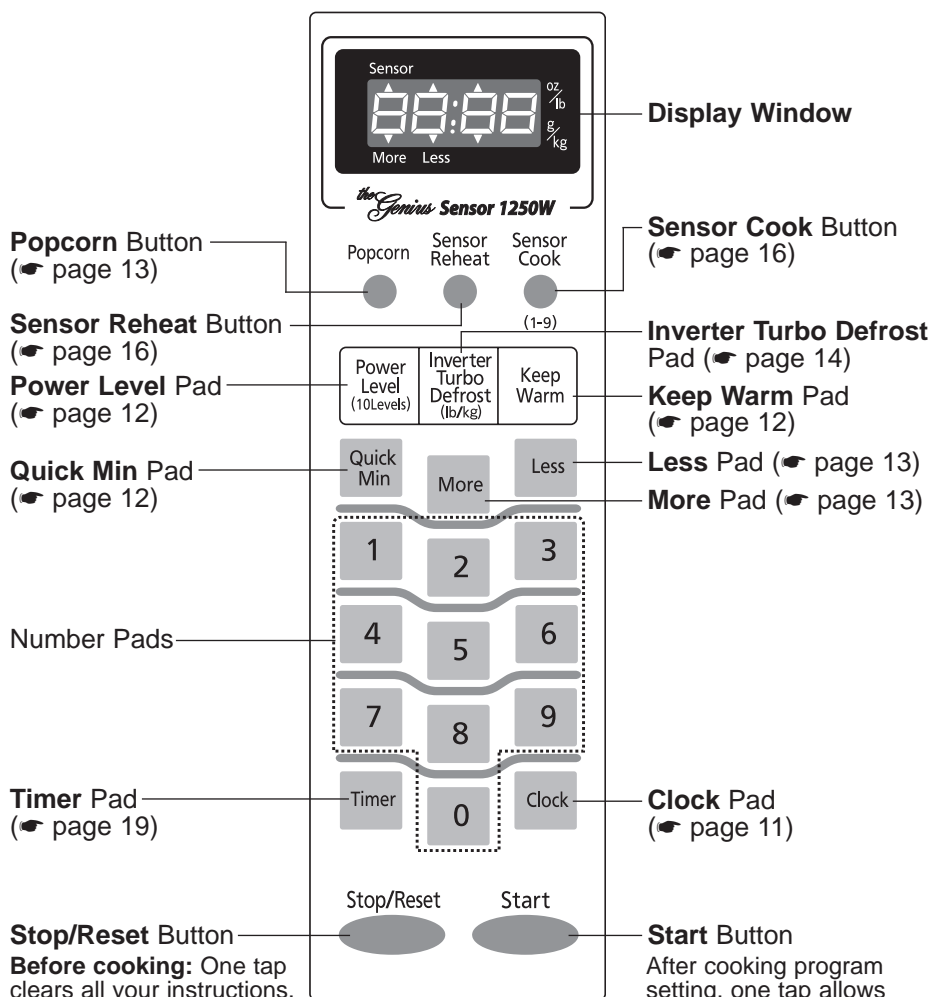 Sensor
88:88
oz/lb
g/kg
More Less
the Genius Sensor 1250W
Display Window
Popcorn Button
(☛ page 13)
Popcorn
Sensor
Reheat
Sensor
Cook
(1-9)
Sensor Cook Button
(☛ page 16)
Sensor Reheat Button
(☛ page 16)
Inverter Turbo Defrost
Pad (☛ page 14)
Power Level Pad
(☛ page 12)
Power
Level
(10Levels)
Inverter
Turbo
Defrost
(lb/kg)
Keep
Warm
Keep Warm Pad
(☛ page 12)
Quick Min Pad
(☛ page 12)
Quick
Min
More
Less
Less Pad (☛ page 13)
More Pad (☛ page 13)
1 2 3
Number Pads
4 5 6
7 8 9
Timer Pad
(☛ page 19)
Timer
0
Clock
Clock Pad
(☛ page 11)
Stop/Reset
Start
Stop/Reset Button
Before cooking: One tap
clears all your instructions.
Start Button
After cooking program
setting, one tap allows